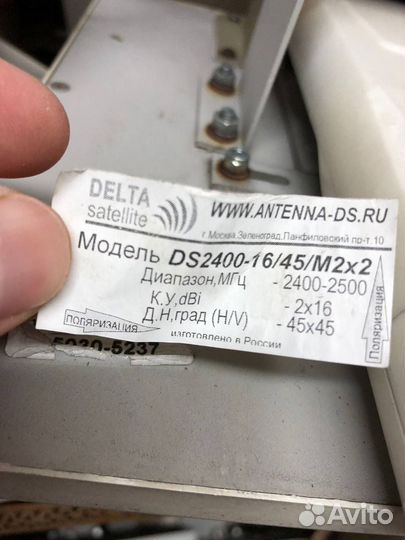 DELTA
satellite
WWW.ANTENNA-DS.RU
г.Москва,Зеленоград,Панфиловский пр-т.10
Модель DS2400-16/45/M2x2
Диапазон,МГц - 2400-2500
К.У,dBi - 2x16
Д.Н,град (H/V) - 45x45
изготовлено в России
ПОЛЯРИЗАЦИЯ
Поляризация
5030-5237
Avito